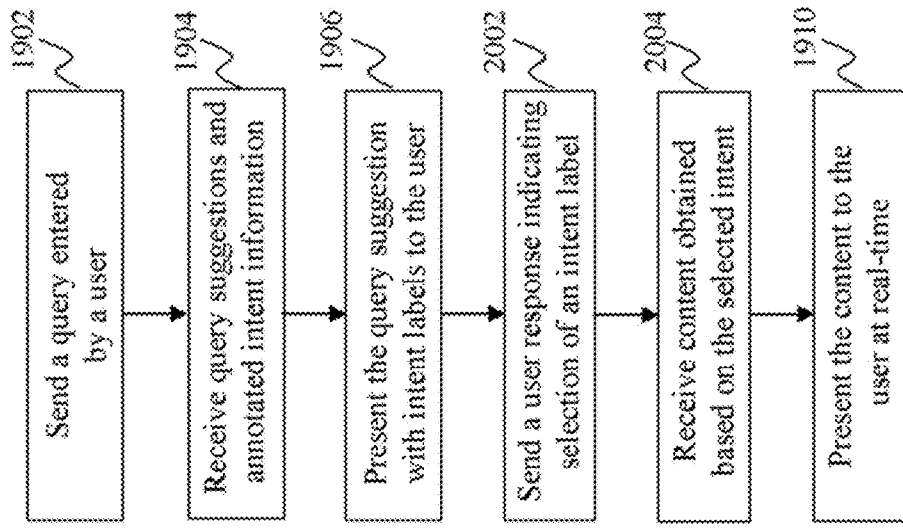 1902
Send a query entered
by a user
1904
Receive query suggestions and
annotated intent information
1906
Present the query suggestion
with intent labels to the user
2002
Send a user response indicating
selection of an intent label
2004
Receive content obtained
based on the selected intent
1910
Present the content to the
user at real-time